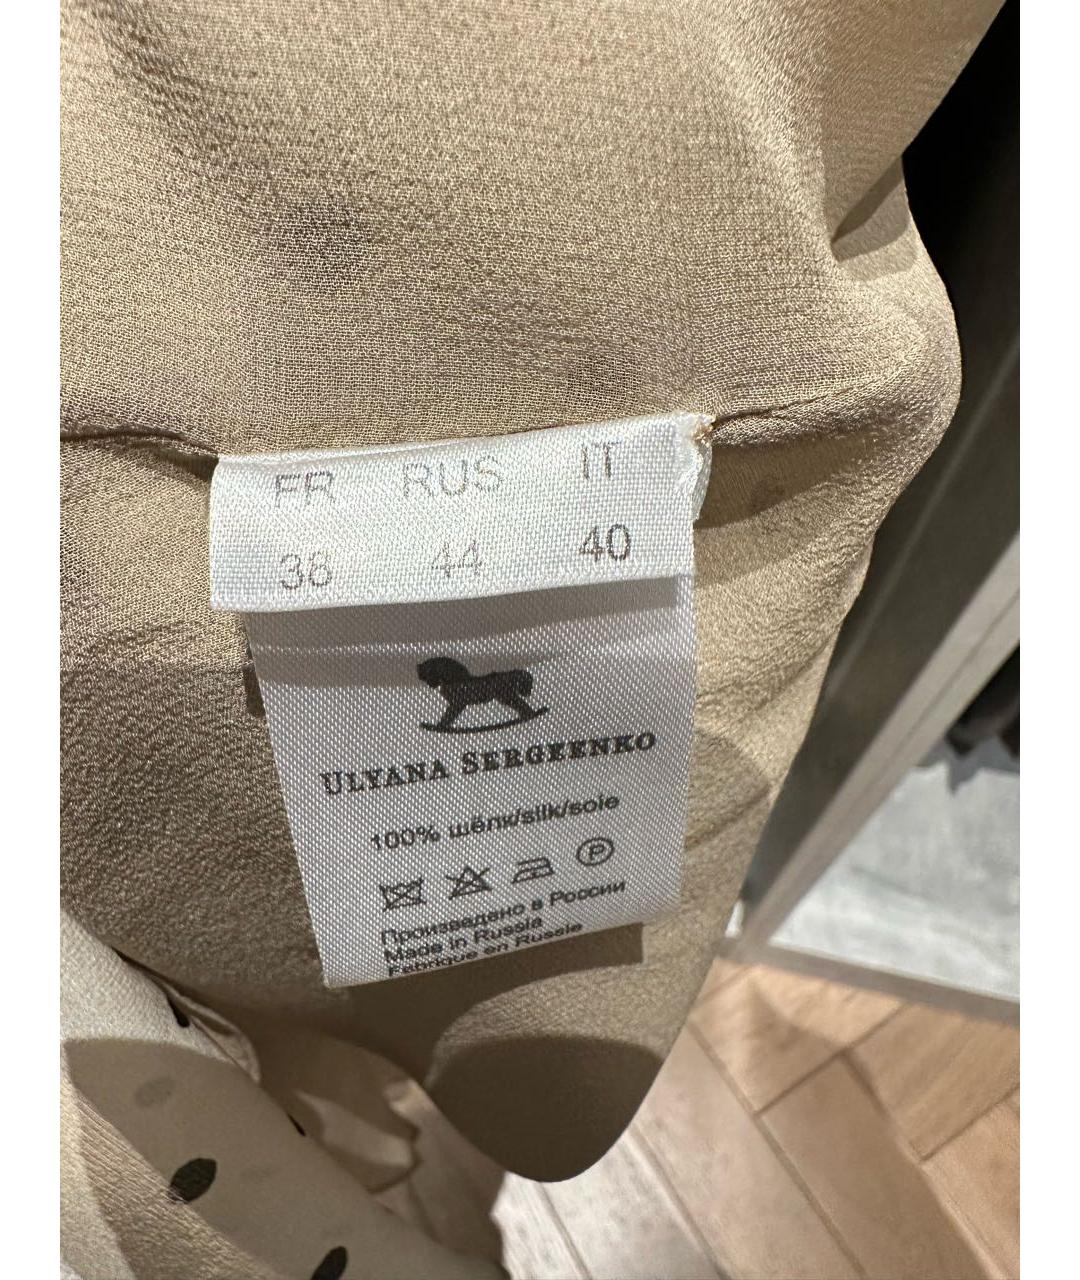 FR RUS IT
36 44 40
ULYANA SERGEENKO
100% шёлк/silk/soie
P
Произведено в России
Made in Russia
Fabrique en Russie